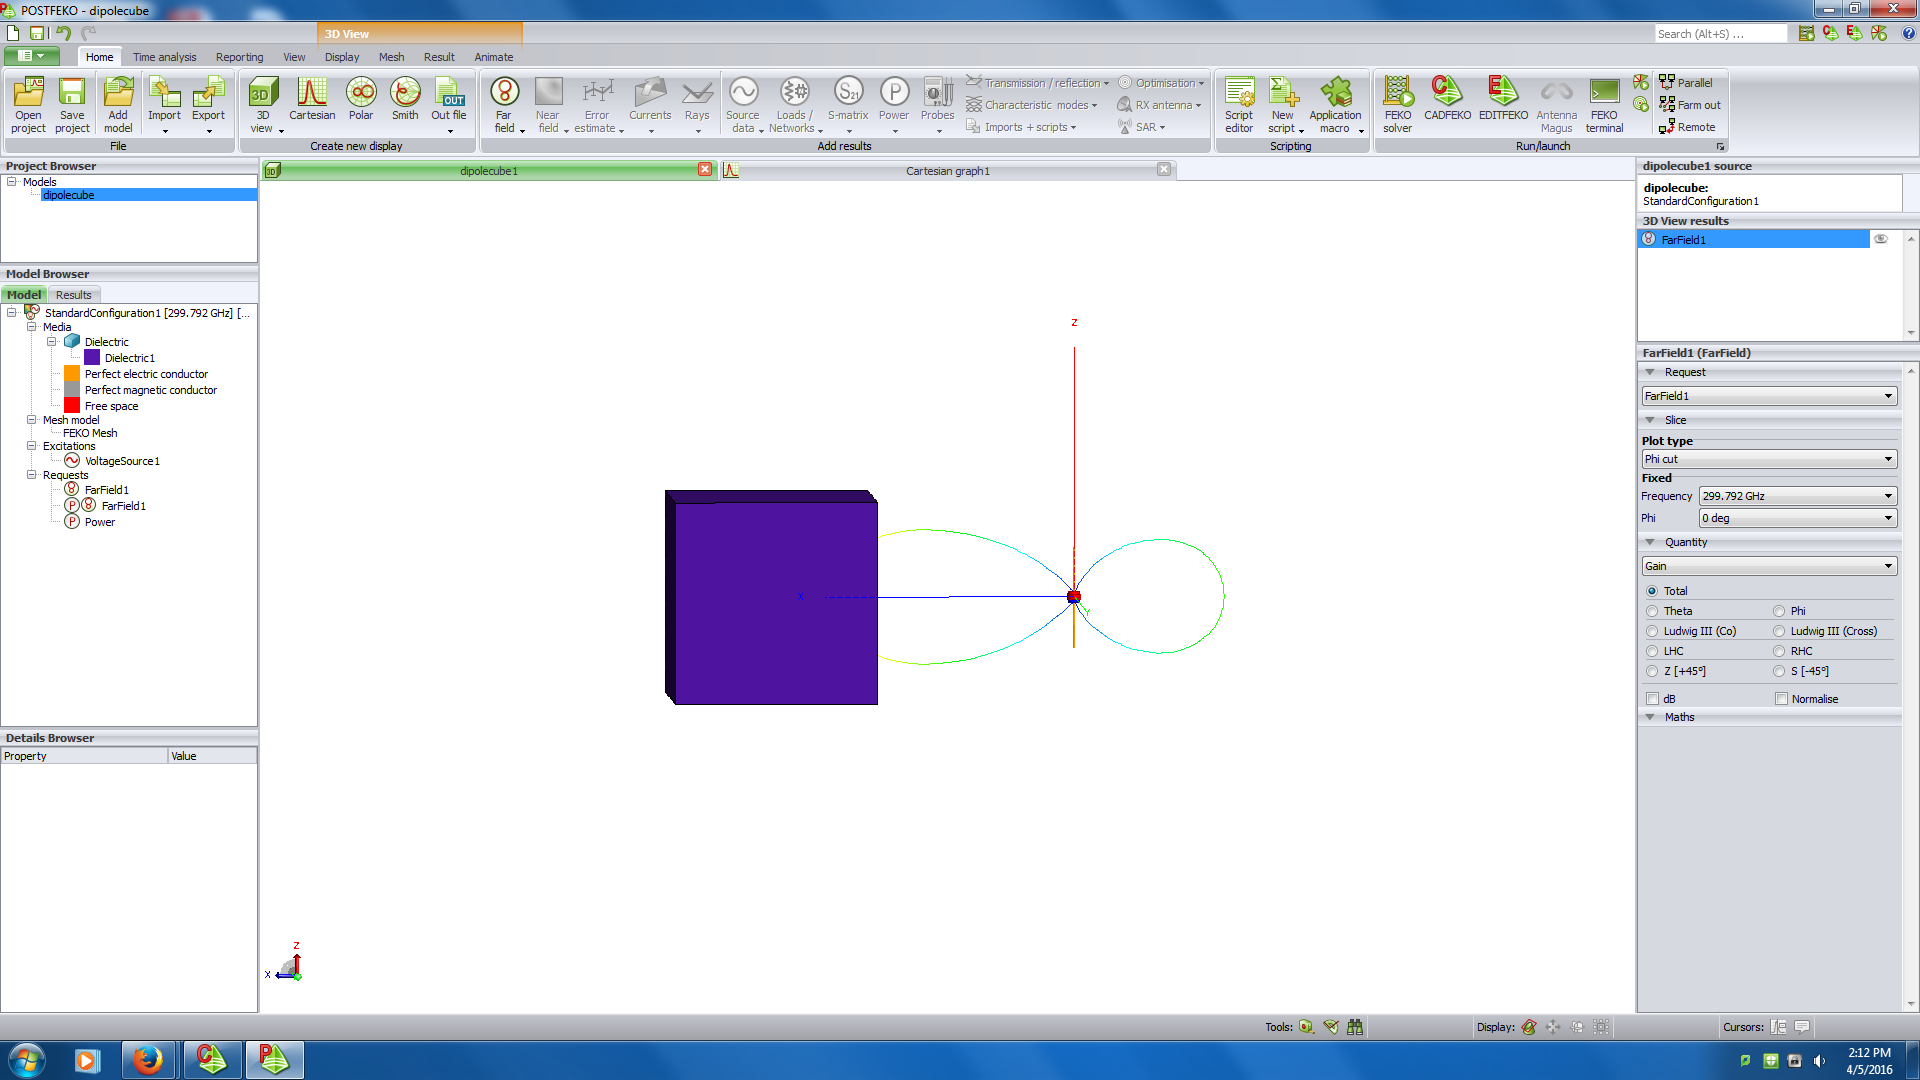 POSTFEKO - dipolecube
3D View
Search (Alt+S) ...
Home Time analysis Reporting View Display Mesh Result Animate
Open project
Save project
Add model
Import
Export
File
3D view
Cartesian
Polar
Smith
OUT
Out file
Create new display
Far field
Near field
Error estimate
Currents
Rays
Source data
Loads / Networks
S21
S-matrix
P
Power
Probes
Transmission / reflection
Characteristic modes
Imports + scripts
Optimisation
RX antenna
SAR
Add results
Script editor
New script
Application macro
Scripting
FEKO solver
CADFEKO
EDITFEKO
Antenna Magus
FEKO terminal
Parallel
Farm out
Remote
Run/launch
Project Browser
Models
dipolecube
Model Browser
Model Results
StandardConfiguration1 [299.792 GHz] [...
Media
Dielectric
Dielectric1
Perfect electric conductor
Perfect magnetic conductor
Free space
Mesh model
FEKO Mesh
Excitations
VoltageSource1
Requests
FarField1
P FarField1
P Power
Details Browser
Property Value
dipolecube1
Cartesian graph1
Z
X
Y
Z
X
dipolecube1 source
dipolecube:
StandardConfiguration1
3D View results
FarField1
FarField1 (FarField)
Request
FarField1
Slice
Plot type
Phi cut
Fixed
Frequency 299.792 GHz
Phi 0 deg
Quantity
Gain
Total
Theta Phi
Ludwig III (Co) Ludwig III (Cross)
LHC RHC
Z [+45°] S [-45°]
dB Normalise
Maths
Tools: Display: Cursors:
2:12 PM
4/5/2016